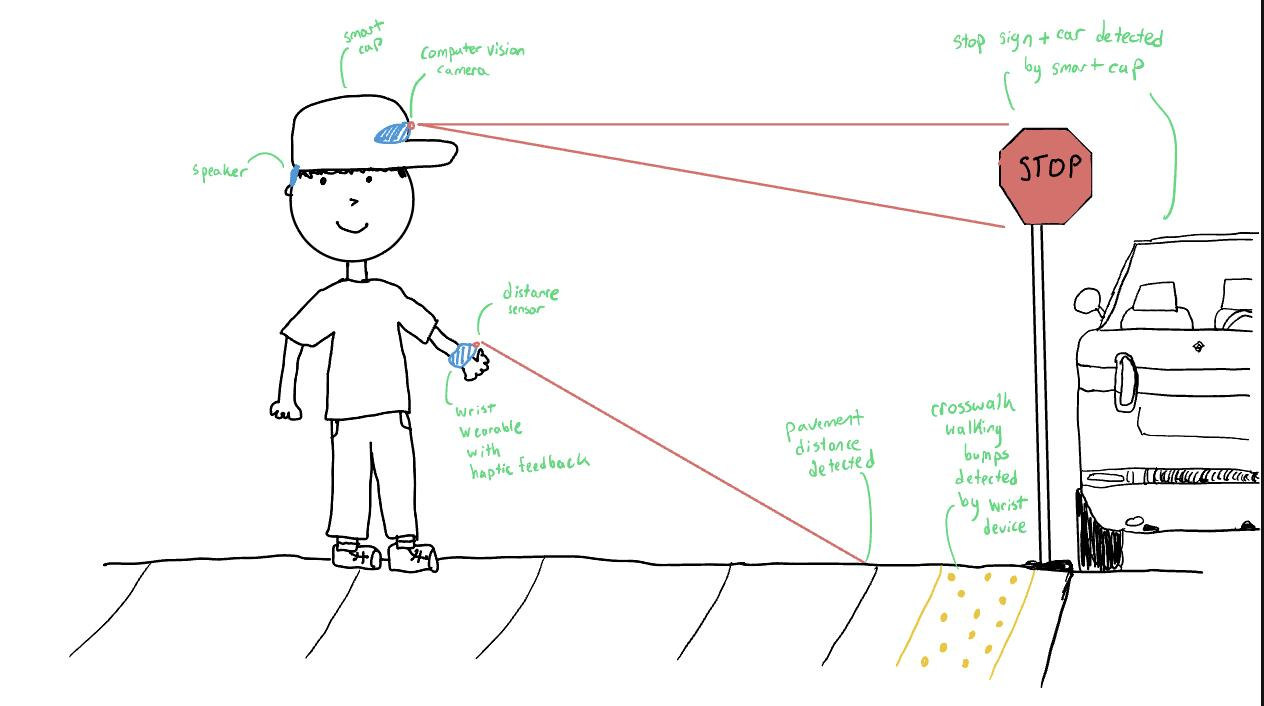 smart
cap
computer vision
camera
stop sign + car detected
by smart cap
speaker
STOP
distance
sensor
wrist
wearable
with
haptic feedback
pavement
distance
detected
crosswalk
walking
bumps
detected
by wrist
device